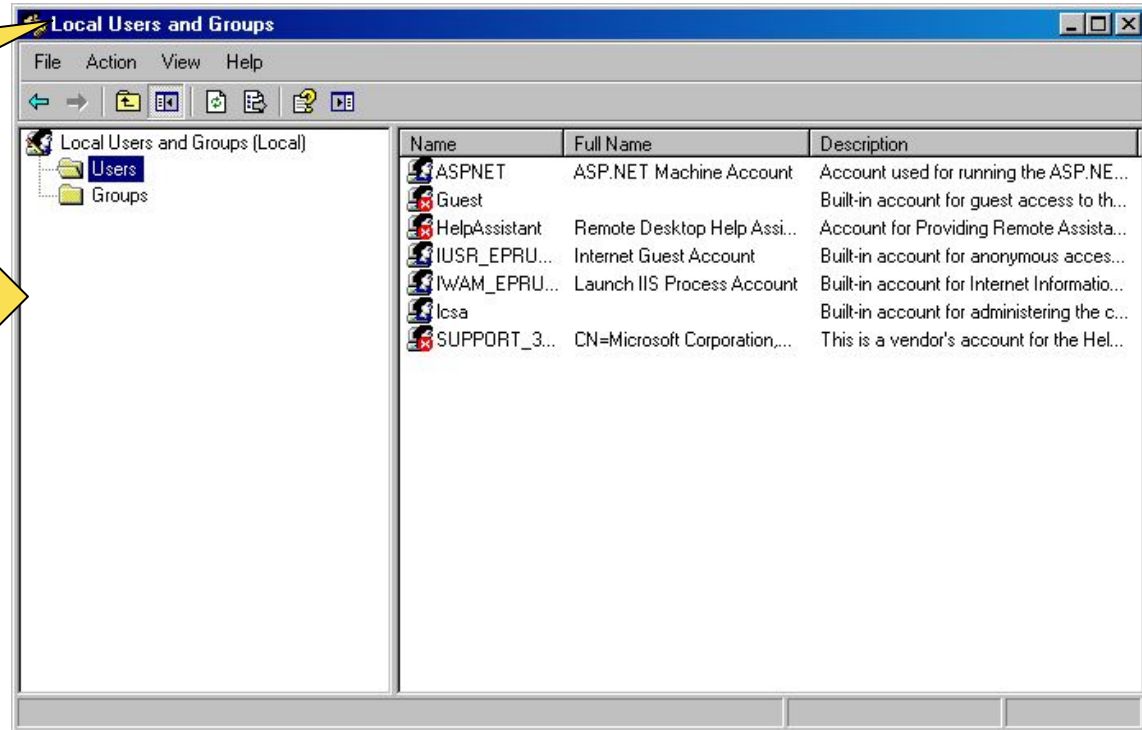 Local Users and Groups
File Action View Help
Local Users and Groups (Local)
Users
Groups
Name Full Name Description
ASPNET ASP.NET Machine Account Account used for running the ASP.NE...
Guest Built-in account for guest access to th...
HelpAssistant Remote Desktop Help Assi... Account for Providing Remote Assista...
IUSR_EPRU... Internet Guest Account Built-in account for anonymous acces...
IWAM_EPRU... Launch IIS Process Account Built-in account for Internet Informatio...
lcsa Built-in account for administering the c...
SUPPORT_3... CN=Microsoft Corporation,... This is a vendor's account for the Hel...